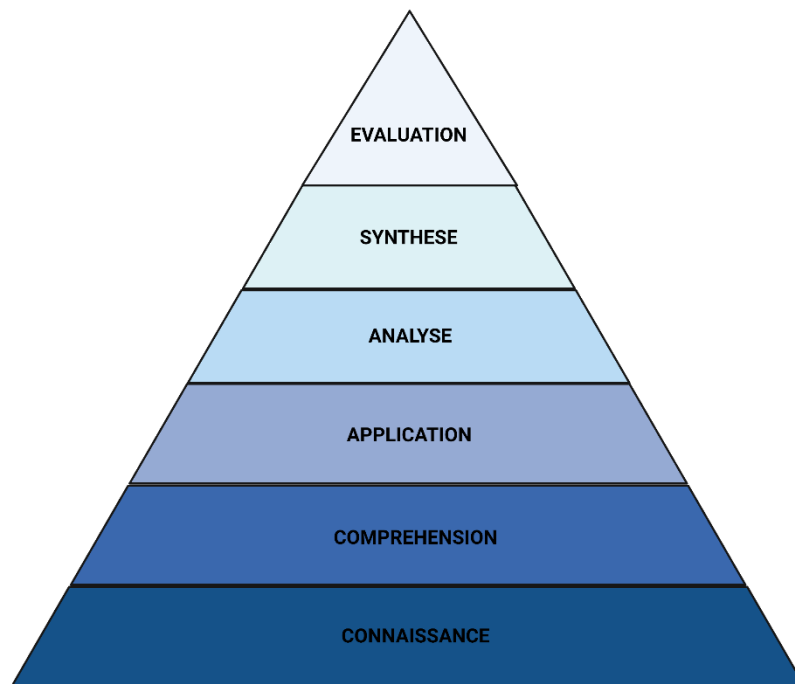 EVALUATION
SYNTHESE
ANALYSE
APPLICATION
COMPREHENSION
CONNAISSANCE